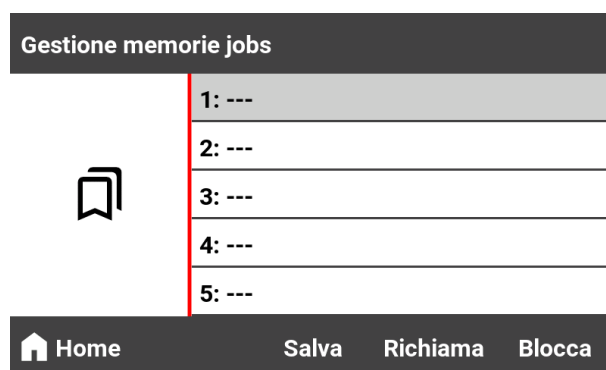 Gestione memorie jobs
1: ---
2: ---
3: ---
4: ---
5: ---
Home Salva Richiama Blocca